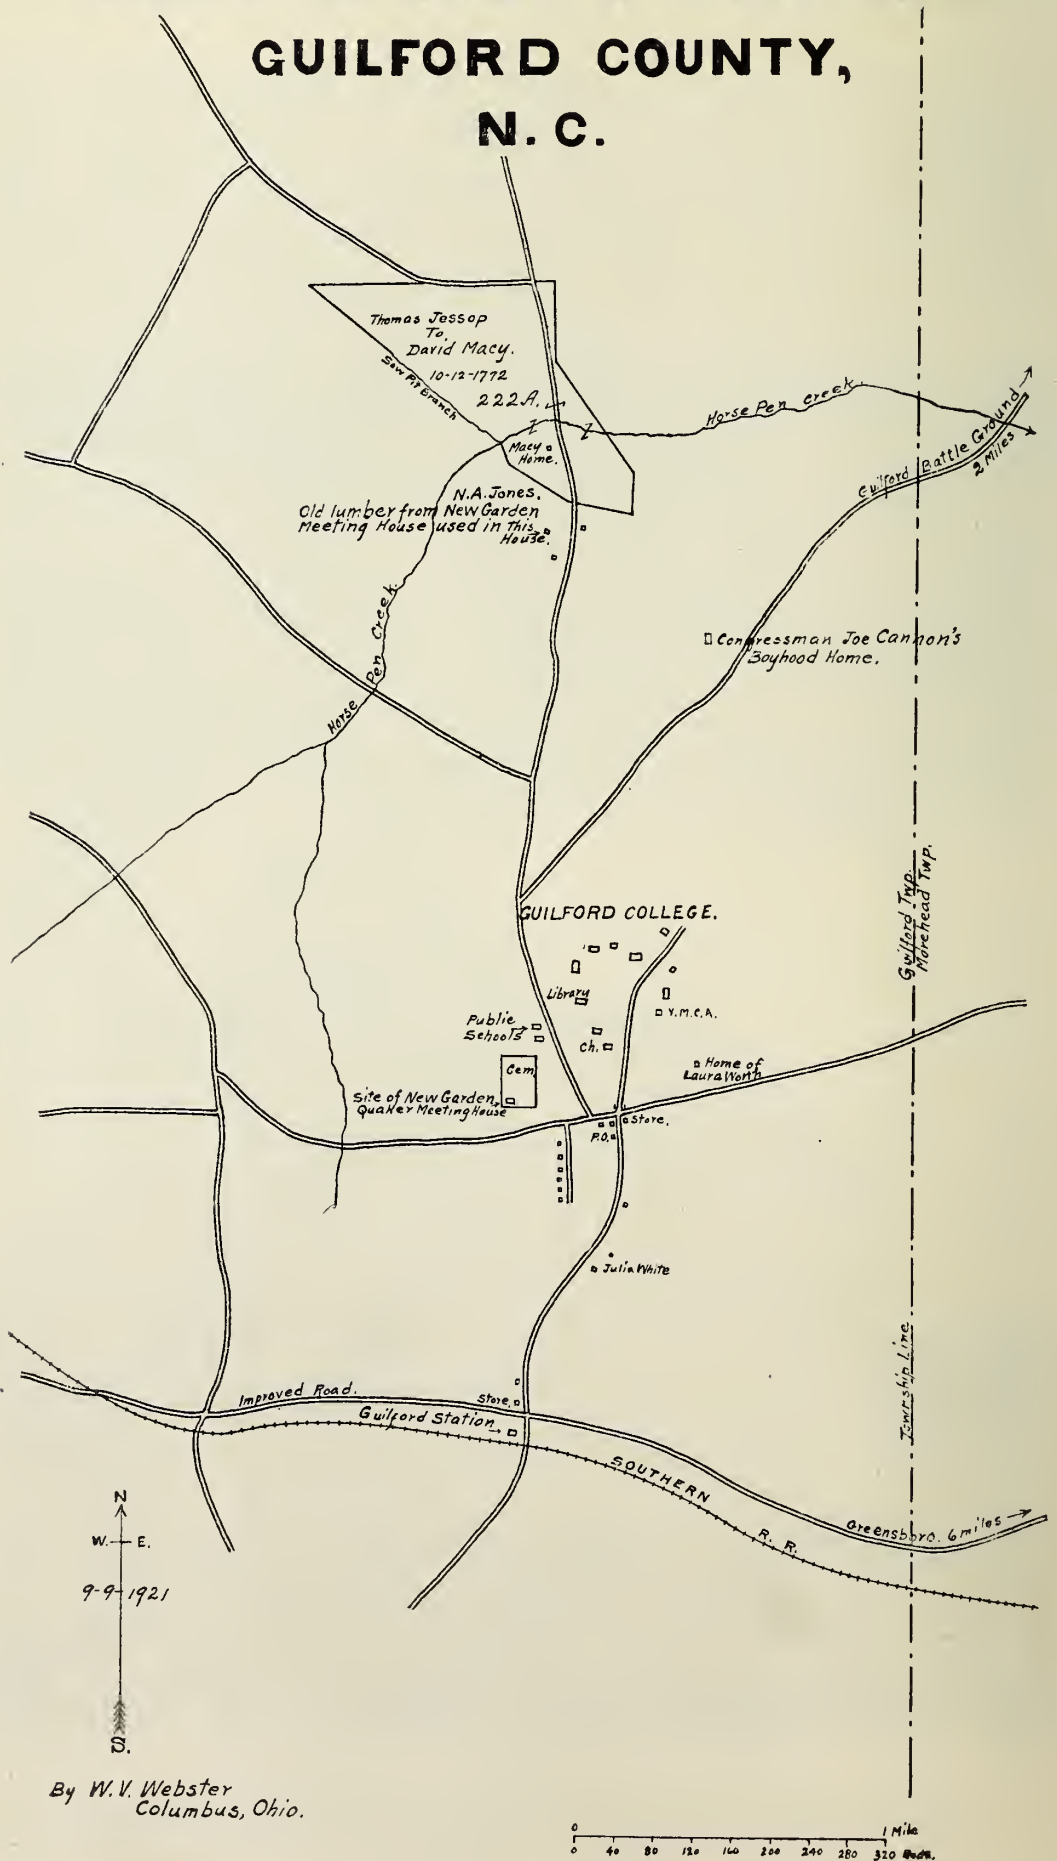 GUILFORD COUNTY,
N. C.
Thomas Jessop
To
David Macy.
10-12-1772
222A.
Saw Pit Branch
Horse Pen Creek.
Guilford Battle Ground
2 Miles
Macy
Home.
N.A. Jones.
Old lumber from New Garden
Meeting House used in this
House.
Horse Pen Creek.
Congressman Joe Cannon's
Boyhood Home.
Guilford Twp.
Morehead Twp.
GUILFORD COLLEGE.
Library
Y.M.C.A.
Public
Schools
Ch.
Cem.
Home of
Laura Worth
Site of New Garden
Quaker Meeting House
Store.
P.O.
Julia White
Township Line
Improved Road.
Store.
Guilford Station
SOUTHERN
R. R.
Greensboro. 6 miles
N
W. E.
9-9-1921
S.
By W. V. Webster
Columbus, Ohio.
0 1 Mile
0 40 80 120 160 200 240 280 320 Rods.